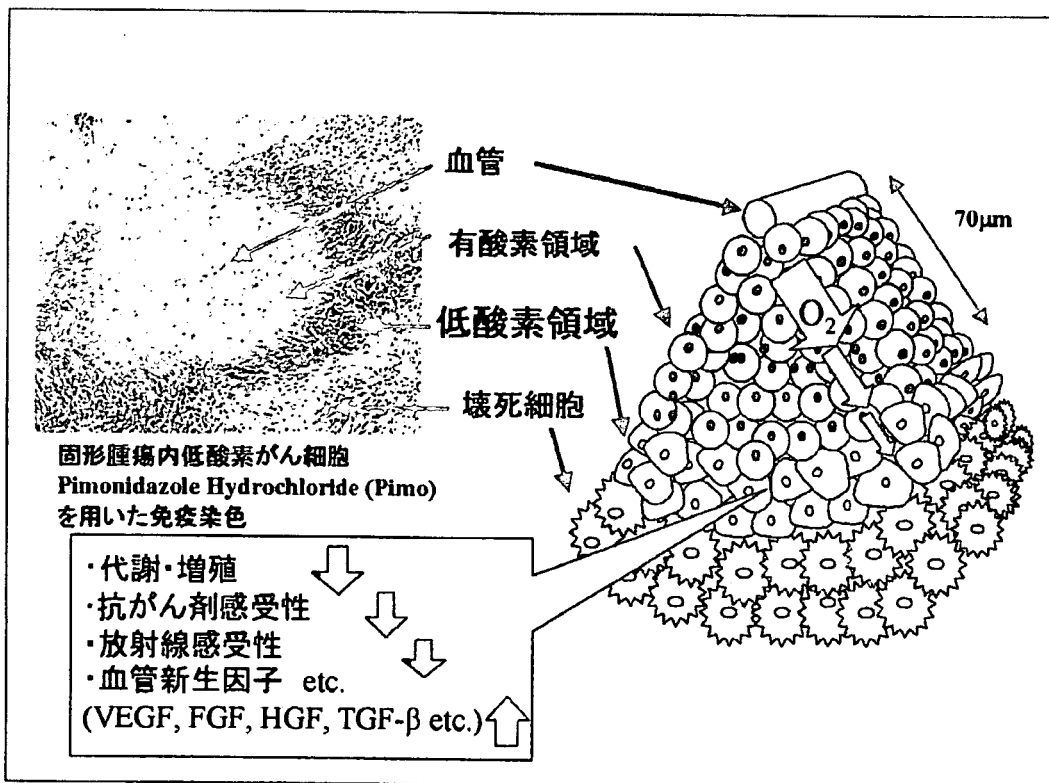 血管
有酸素領域
低酸素領域
壊死細胞
70μm
O2
固形腫瘍内低酸素がん細胞
Pimonidazole Hydrochloride (Pimo)
を用いた免疫染色
・代謝・増殖
・抗がん剤感受性
・放射線感受性
・血管新生因子 etc.
(VEGF, FGF, HGF, TGF-β etc.)